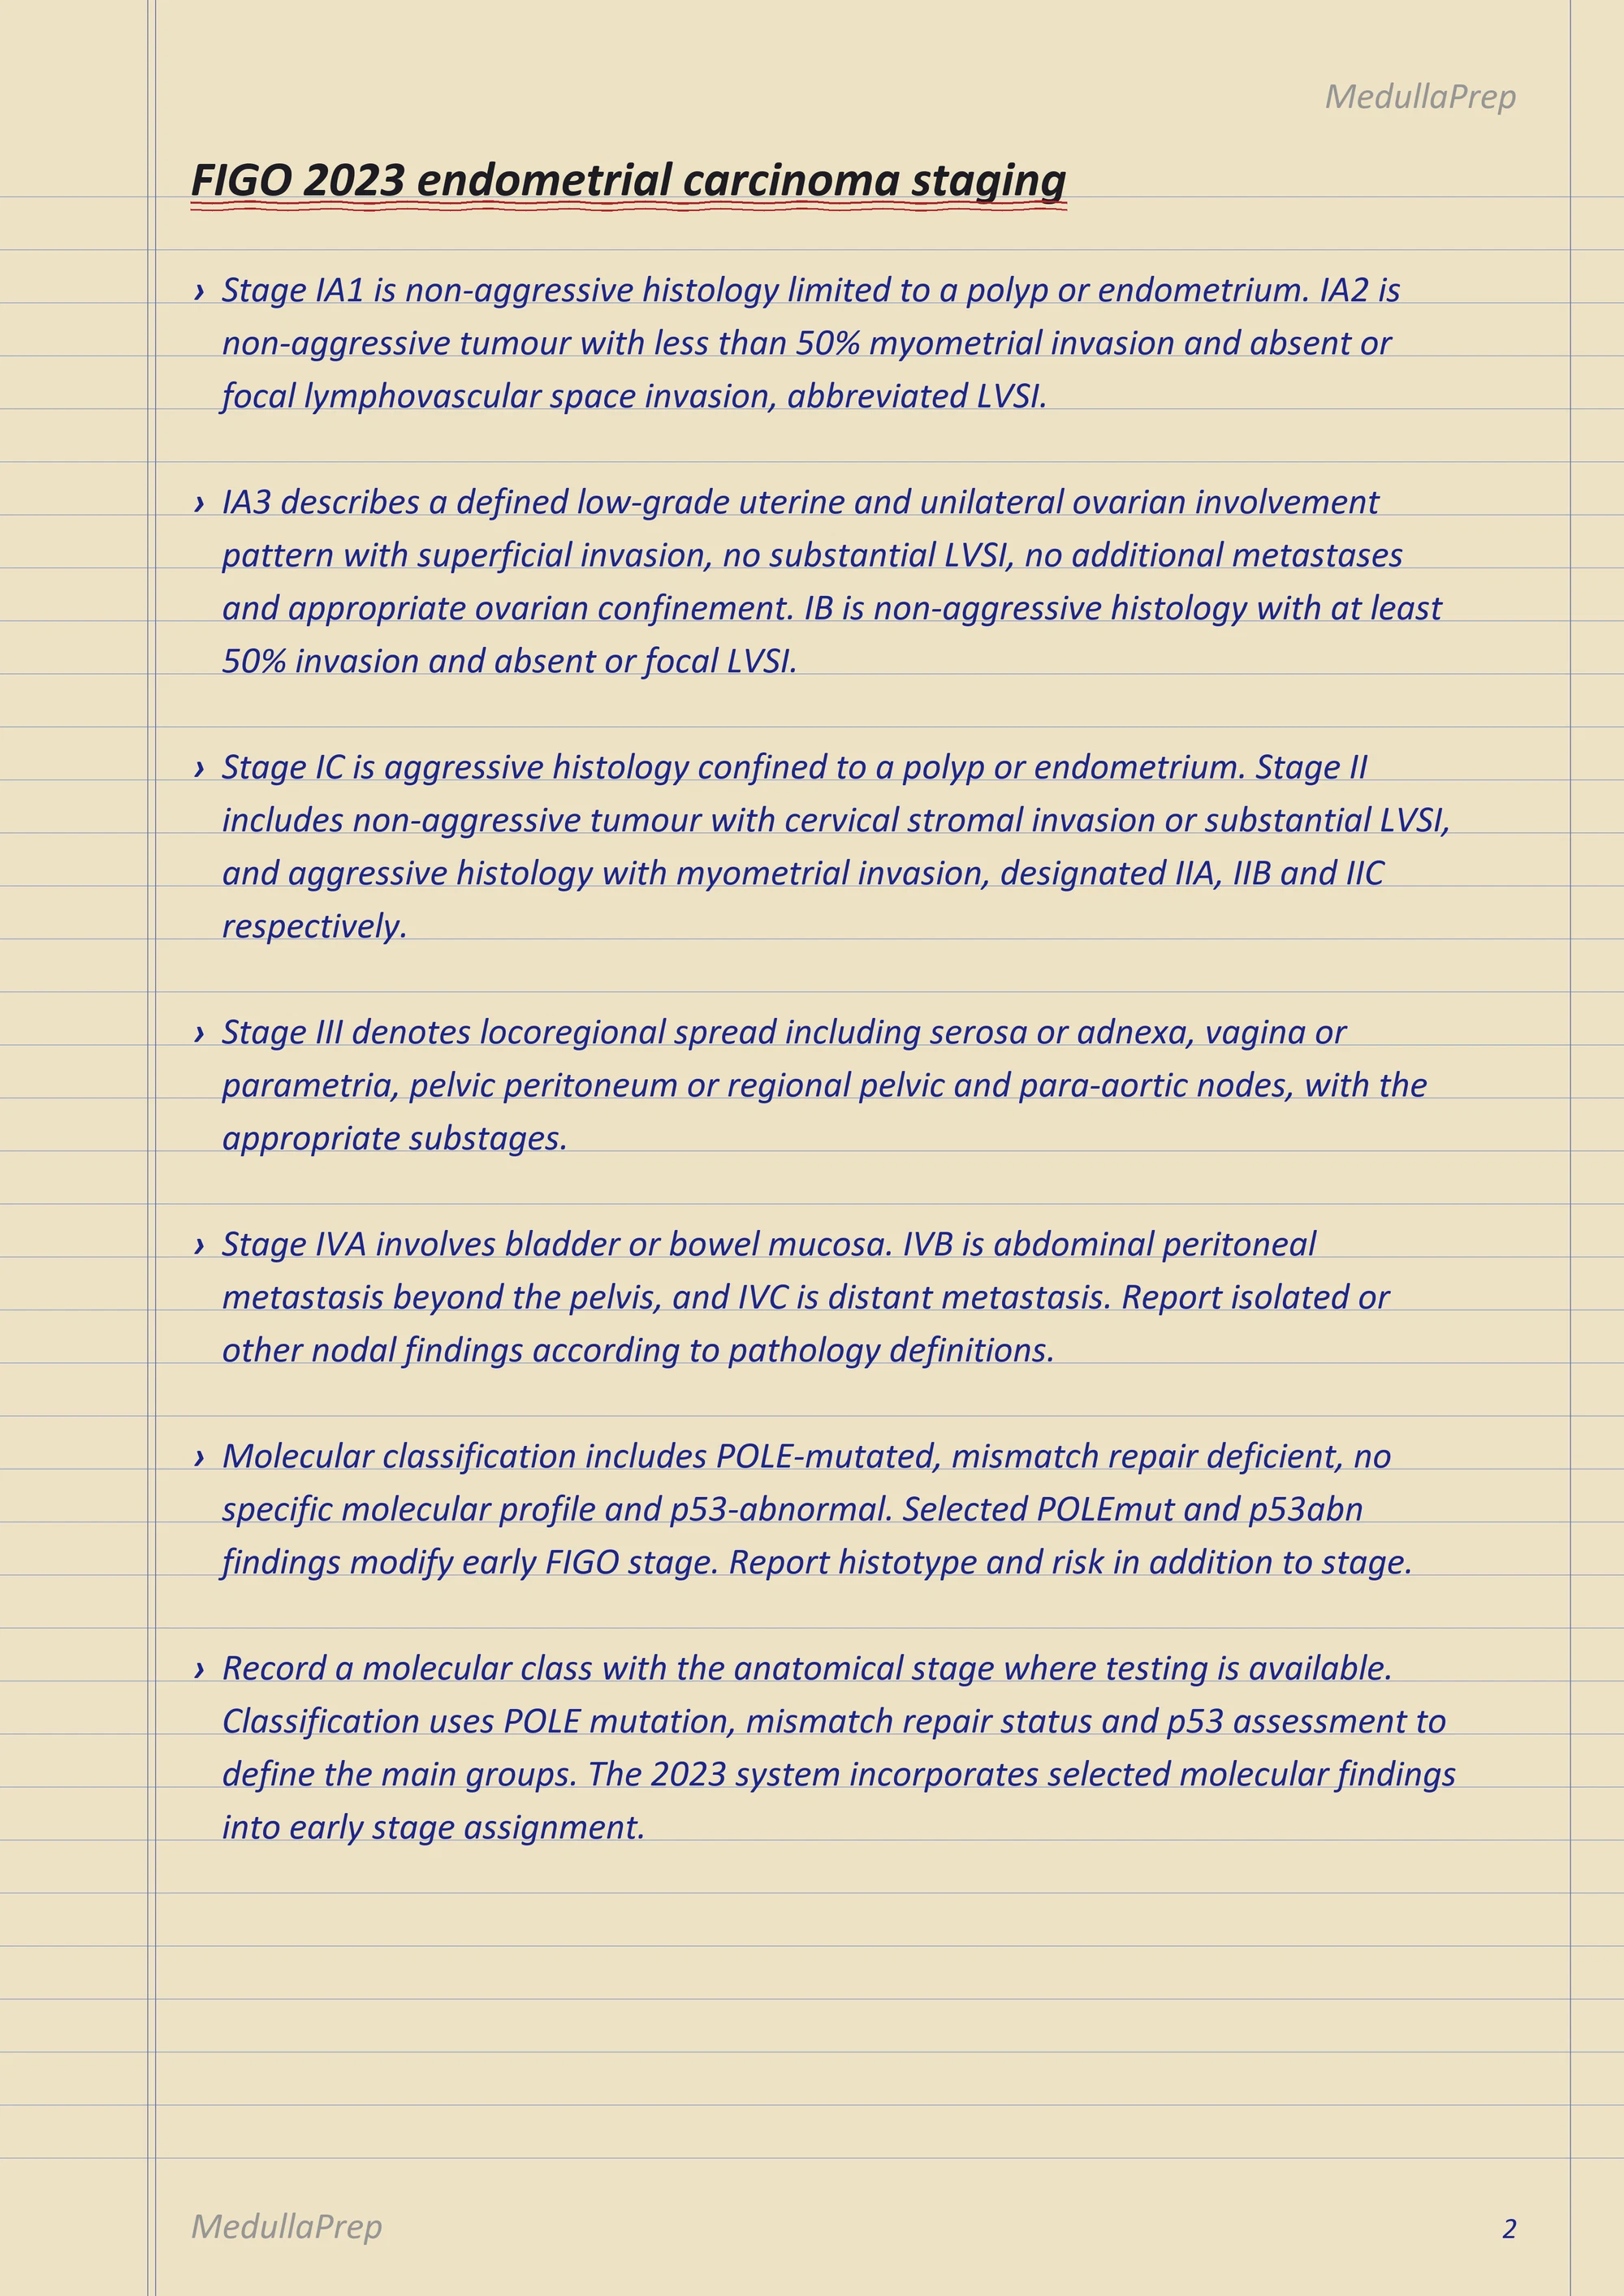 MedullaPrep
FIGO 2023 endometrial carcinoma staging
› Stage IA1 is non-aggressive histology limited to a polyp or endometrium. IA2 is
non-aggressive tumour with less than 50% myometrial invasion and absent or
focal lymphovascular space invasion, abbreviated LVSI.
› IA3 describes a defined low-grade uterine and unilateral ovarian involvement
pattern with superficial invasion, no substantial LVSI, no additional metastases
and appropriate ovarian confinement. IB is non-aggressive histology with at least
50% invasion and absent or focal LVSI.
› Stage IC is aggressive histology confined to a polyp or endometrium. Stage II
includes non-aggressive tumour with cervical stromal invasion or substantial LVSI,
and aggressive histology with myometrial invasion, designated IIA, IIB and IIC
respectively.
› Stage III denotes locoregional spread including serosa or adnexa, vagina or
parametria, pelvic peritoneum or regional pelvic and para-aortic nodes, with the
appropriate substages.
› Stage IVA involves bladder or bowel mucosa. IVB is abdominal peritoneal
metastasis beyond the pelvis, and IVC is distant metastasis. Report isolated or
other nodal findings according to pathology definitions.
› Molecular classification includes POLE-mutated, mismatch repair deficient, no
specific molecular profile and p53-abnormal. Selected POLEmut and p53abn
findings modify early FIGO stage. Report histotype and risk in addition to stage.
› Record a molecular class with the anatomical stage where testing is available.
Classification uses POLE mutation, mismatch repair status and p53 assessment to
define the main groups. The 2023 system incorporates selected molecular findings
into early stage assignment.
MedullaPrep
2